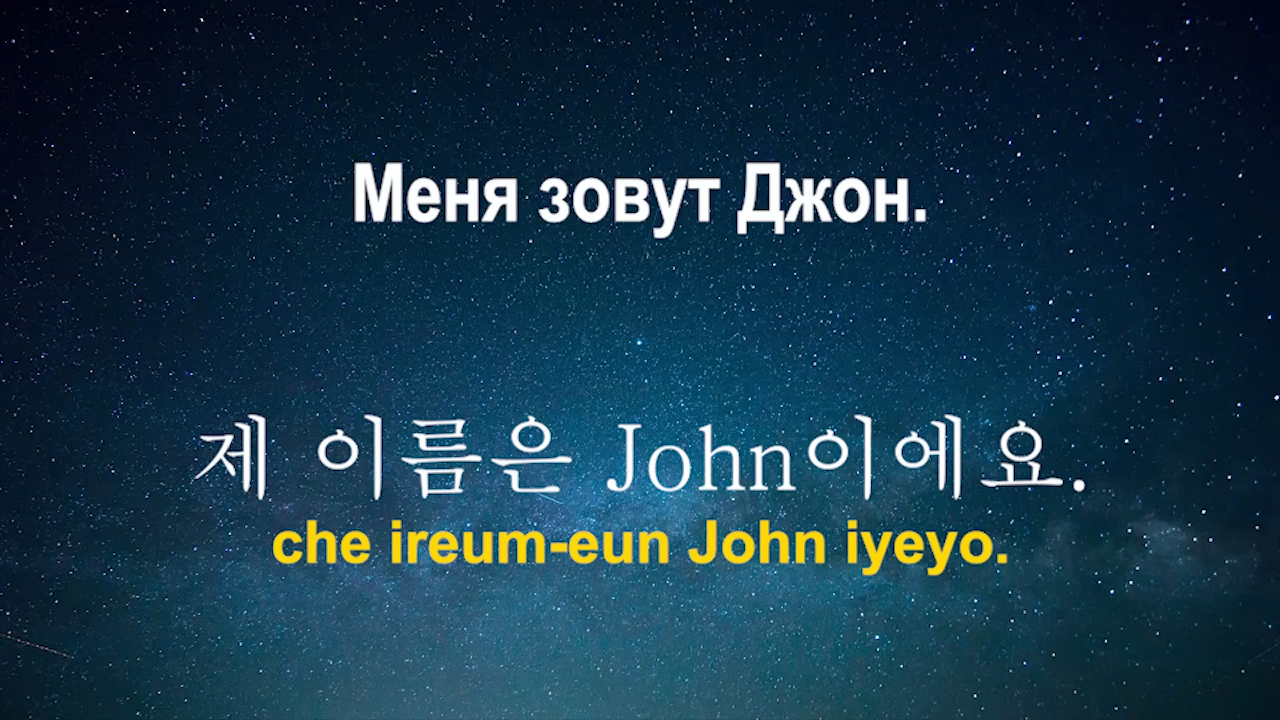 Меня зовут Джон.
제 이름은 John이에요.
che ireum-eun John iyeyo.